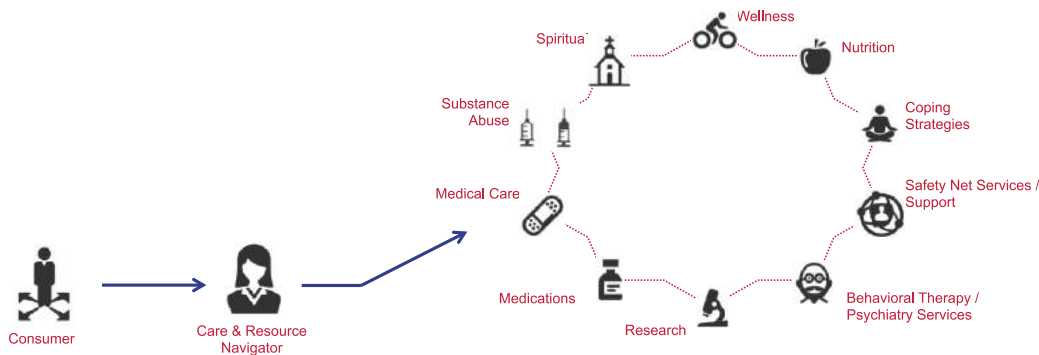 Wellness
Spiritua
Nutrition
Substance
Abuse
Coping
Strategies
Medical Care
Safety Net Services /
Support
Medications
Behavioral Therapy /
Psychiatry Services
Research
Consumer
Care & Resource
Navigator